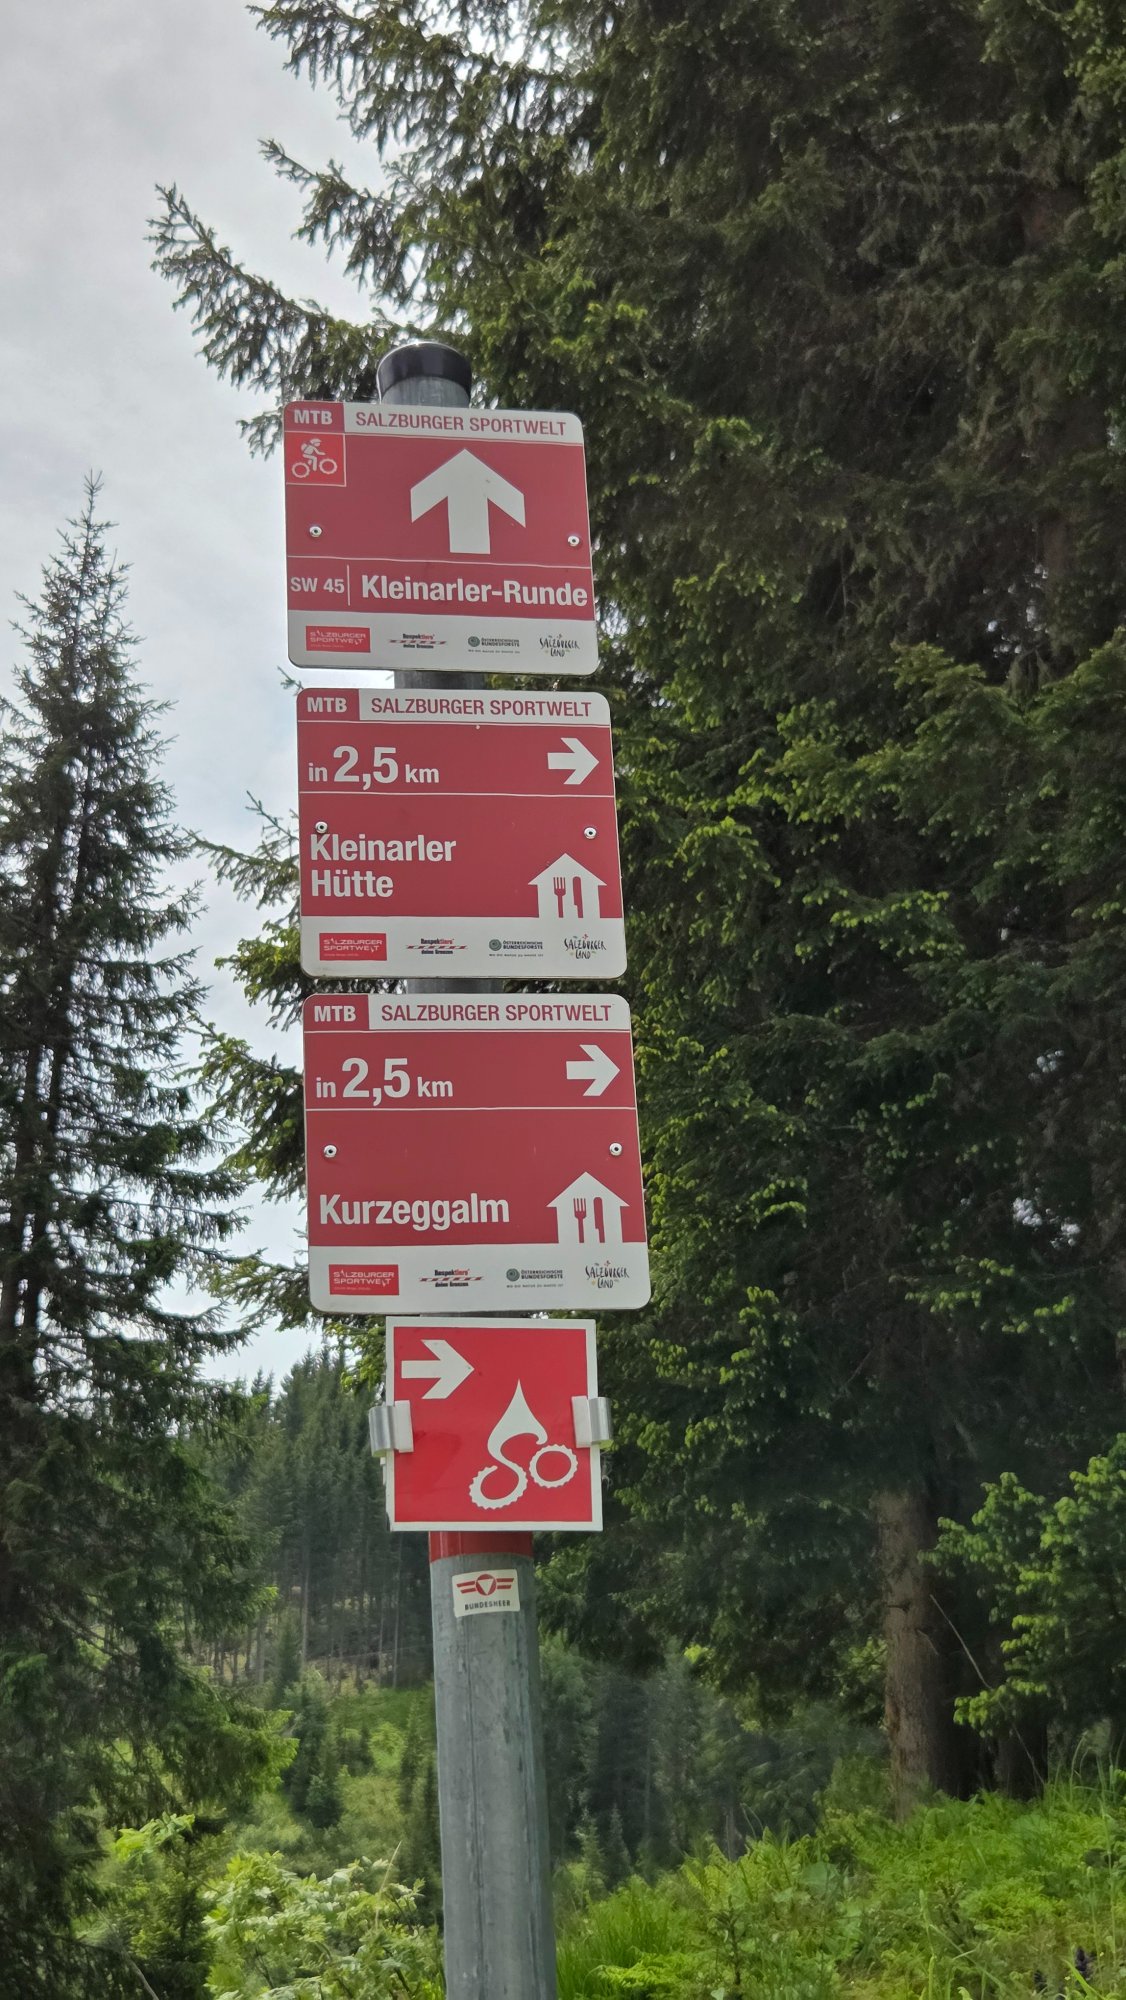 MTB SALZBURGER SPORTWELT
SW 45 Kleinarler-Runde
SALZBURGER SPORTWELT
Respektiere deine Grenzen
ÖSTERREICHISCHE BUNDESFORSTE
SALZBURGER LAND
MTB SALZBURGER SPORTWELT
in 2,5 km
Kleinarler
Hütte
SALZBURGER SPORTWELT
Respektiere deine Grenzen
ÖSTERREICHISCHE BUNDESFORSTE
SALZBURGER LAND
MTB SALZBURGER SPORTWELT
in 2,5 km
Kurzeggalm
SALZBURGER SPORTWELT
Respektiere deine Grenzen
ÖSTERREICHISCHE BUNDESFORSTE
SALZBURGER LAND
BUNDESHEER